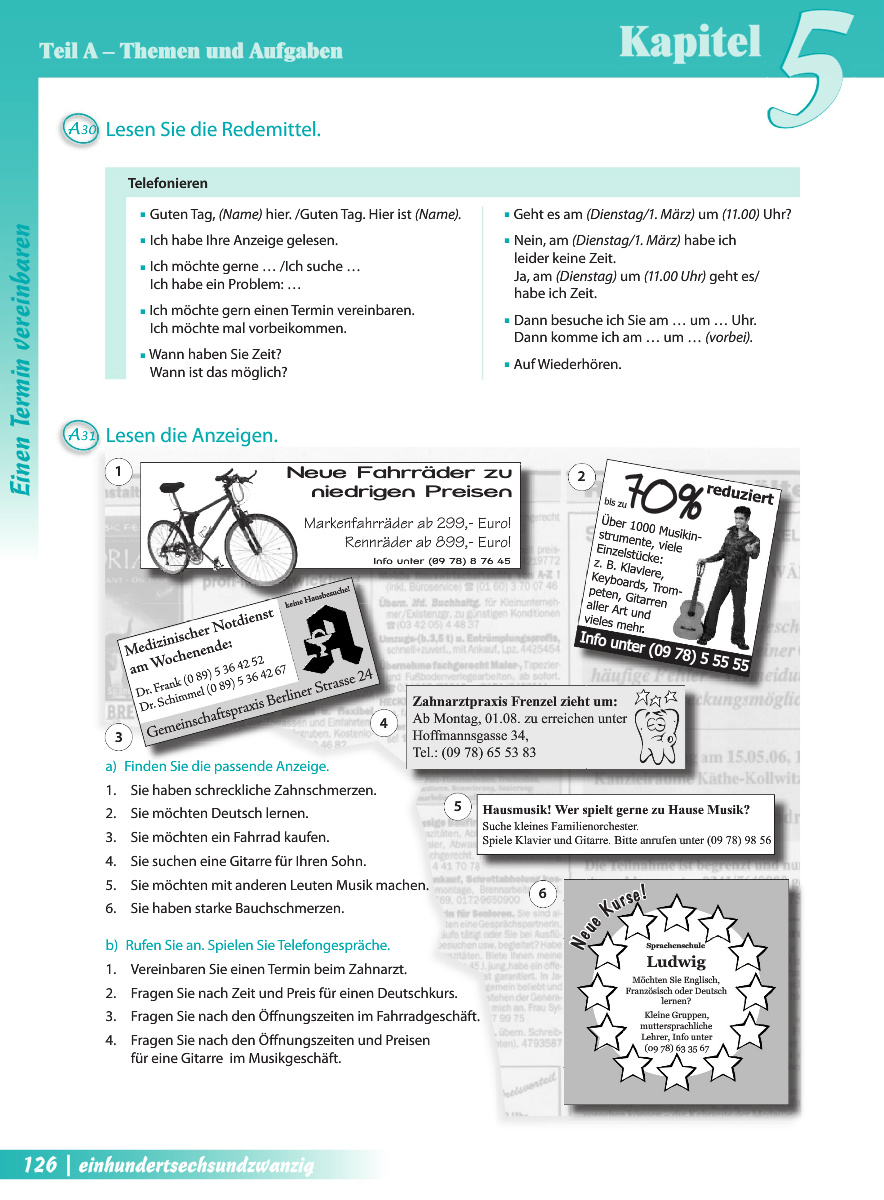 Teil A – Themen und Aufgaben
Kapitel 5
Einen Termin vereinbaren
A30 Lesen Sie die Redemittel.
Telefonieren
Guten Tag, (Name) hier. /Guten Tag. Hier ist (Name).
Ich habe Ihre Anzeige gelesen.
Ich möchte gerne … /Ich suche …
Ich habe ein Problem: …
Ich möchte gern einen Termin vereinbaren.
Ich möchte mal vorbeikommen.
Wann haben Sie Zeit?
Wann ist das möglich?
Geht es am (Dienstag/1. März) um (11.00) Uhr?
Nein, am (Dienstag/1. März) habe ich
leider keine Zeit.
Ja, am (Dienstag) um (11.00 Uhr) geht es/
habe ich Zeit.
Dann besuche ich Sie am … um … Uhr.
Dann komme ich am … um … (vorbei).
Auf Wiederhören.
A31 Lesen die Anzeigen.
1
Neue Fahrräder zu
niedrigen Preisen
Markenfahrräder ab 299,- Euro!
Rennräder ab 899,- Euro!
Info unter (09 78) 8 76 45
2
bis zu 70% reduziert
Über 1000 Musikin-
strumente, viele
Einzelstücke:
z. B. Klaviere,
Keyboards, Trom-
peten, Gitarren
aller Art und
vieles mehr.
Info unter (09 78) 5 55 55
3
Medizinischer Notdienst
am Wochenende:
keine Hausbesuche!
Dr. Frank (0 89) 5 36 42 52
Dr. Schimmel (0 89) 5 36 42 67
Gemeinschaftspraxis Berliner Strasse 24
4
Zahnarztpraxis Frenzel zieht um:
Ab Montag, 01.08. zu erreichen unter
Hoffmannsgasse 34,
Tel.: (09 78) 65 53 83
a) Finden Sie die passende Anzeige.
1. Sie haben schreckliche Zahnschmerzen.
2. Sie möchten Deutsch lernen.
3. Sie möchten ein Fahrrad kaufen.
4. Sie suchen eine Gitarre für Ihren Sohn.
5. Sie möchten mit anderen Leuten Musik machen.
6. Sie haben starke Bauchschmerzen.
5
Hausmusik! Wer spielt gerne zu Hause Musik?
Suche kleines Familienorchester.
Spiele Klavier und Gitarre. Bitte anrufen unter (09 78) 98 56
6
Neue Kurse!
Sprachenschule
Ludwig
Möchten Sie Englisch,
Französisch oder Deutsch
lernen?
Kleine Gruppen,
muttersprachliche
Lehrer, Info unter
(09 78) 63 35 67
b) Rufen Sie an. Spielen Sie Telefongespräche.
1. Vereinbaren Sie einen Termin beim Zahnarzt.
2. Fragen Sie nach Zeit und Preis für einen Deutschkurs.
3. Fragen Sie nach den Öffnungszeiten im Fahrradgeschäft.
4. Fragen Sie nach den Öffnungszeiten und Preisen
für eine Gitarre im Musikgeschäft.
126 | einhundertsechsundzwanzig